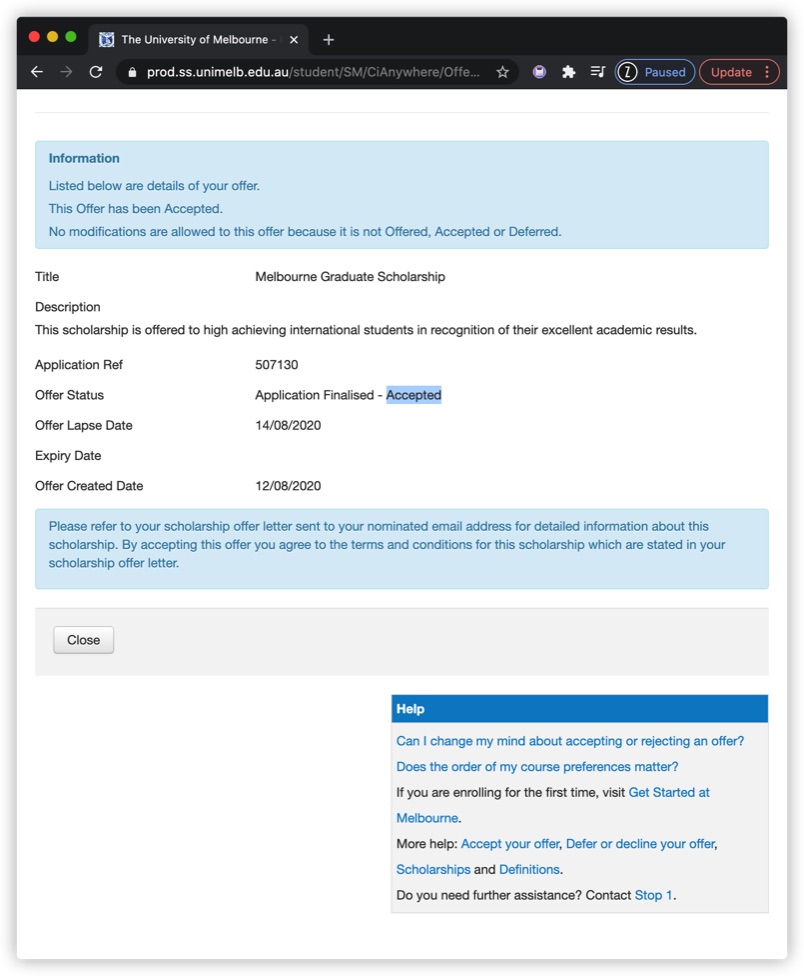 The University of Melbourne -
prod.ss.unimelb.edu.au/student/SM/CiAnywhere/Offe...
Z Paused
Update
Information
Listed below are details of your offer.
This Offer has been Accepted.
No modifications are allowed to this offer because it is not Offered, Accepted or Deferred.
Title Melbourne Graduate Scholarship
Description
This scholarship is offered to high achieving international students in recognition of their excellent academic results.
Application Ref 507130
Offer Status Application Finalised - Accepted
Offer Lapse Date 14/08/2020
Expiry Date
Offer Created Date 12/08/2020
Please refer to your scholarship offer letter sent to your nominated email address for detailed information about this
scholarship. By accepting this offer you agree to the terms and conditions for this scholarship which are stated in your
scholarship offer letter.
Close
Help
Can I change my mind about accepting or rejecting an offer?
Does the order of my course preferences matter?
If you are enrolling for the first time, visit Get Started at
Melbourne.
More help: Accept your offer, Defer or decline your offer,
Scholarships and Definitions.
Do you need further assistance? Contact Stop 1.